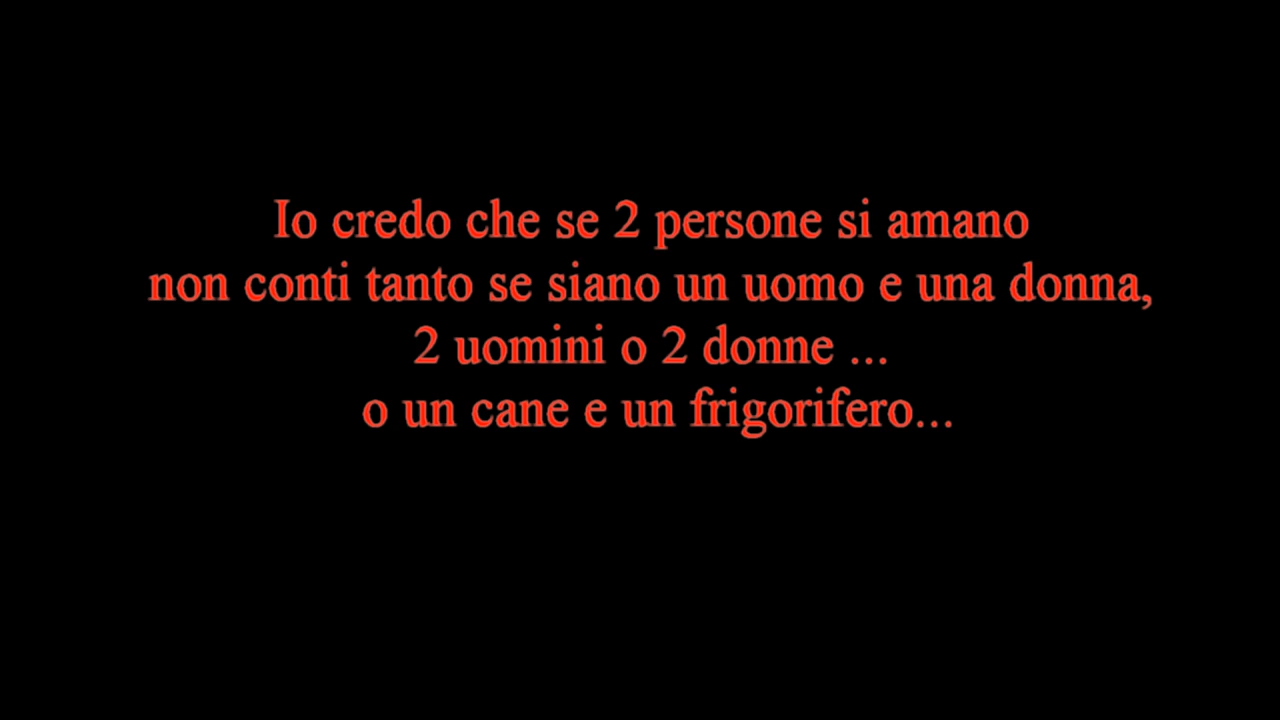 Io credo che se 2 persone si amano
non conti tanto se siano un uomo e una donna,
2 uomini o 2 donne ...
o un cane e un frigorifero...